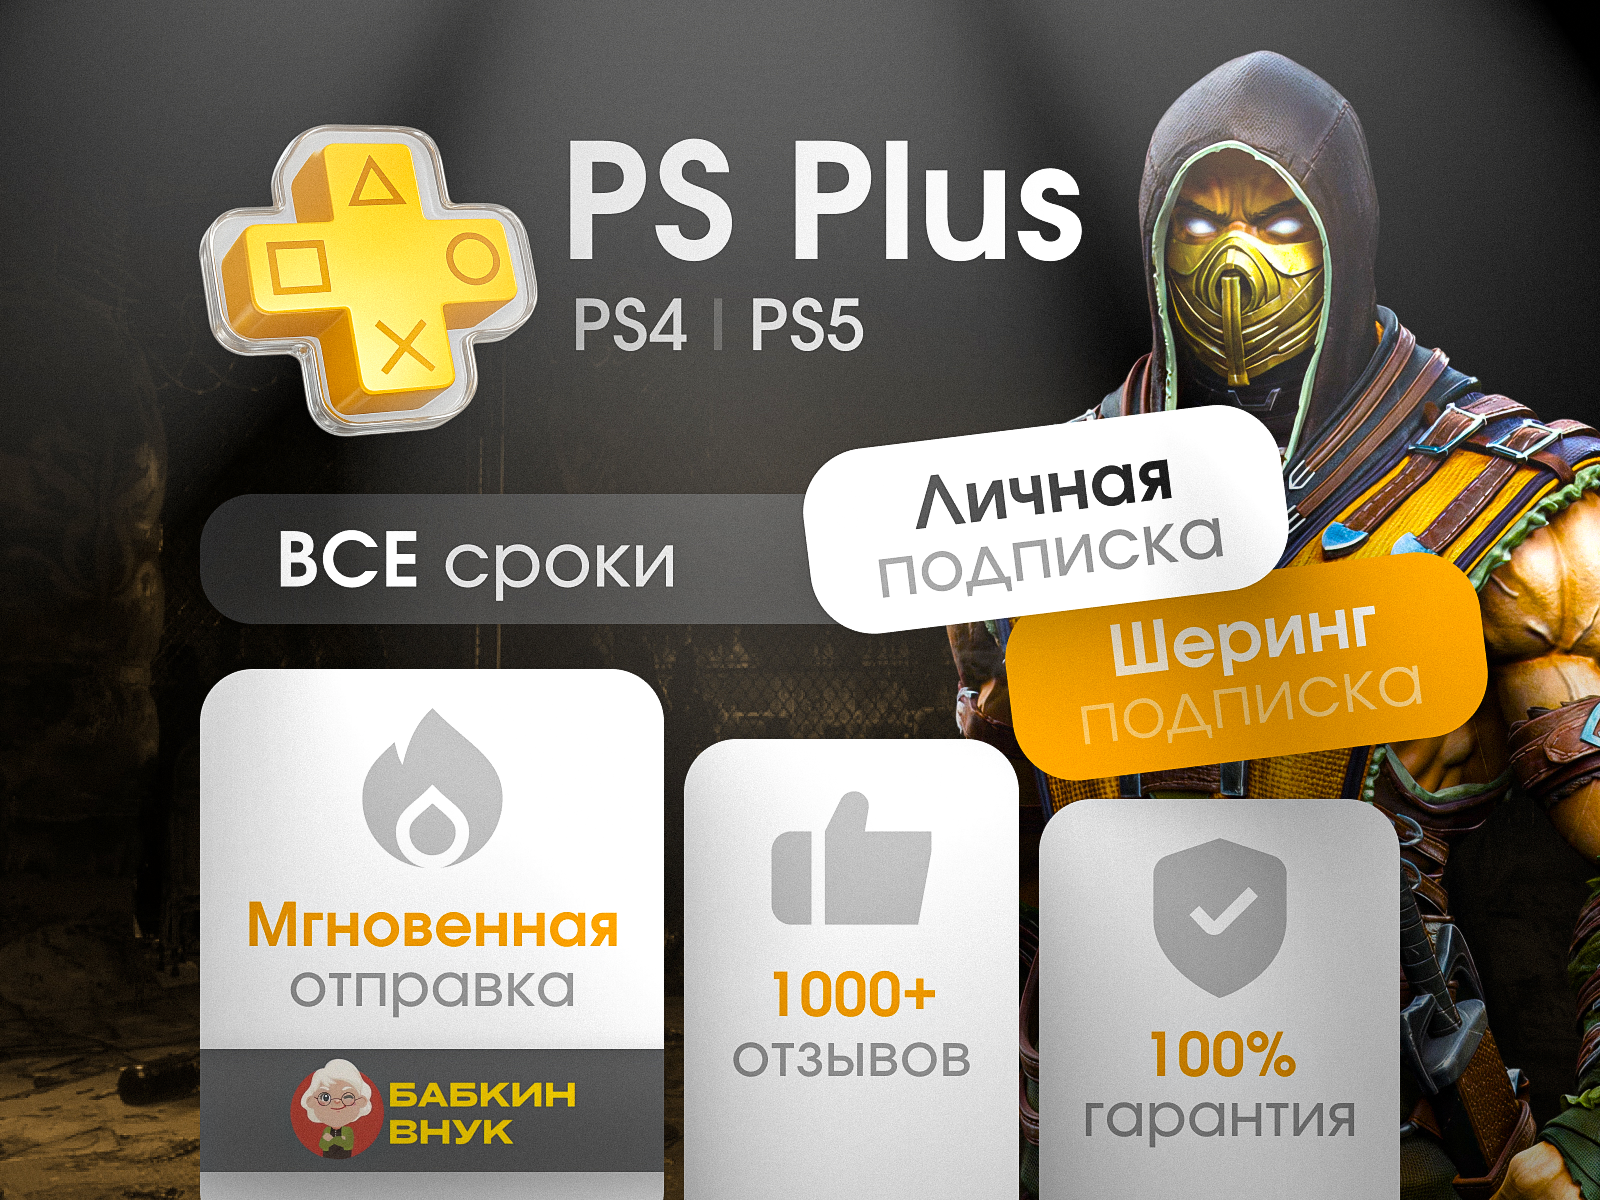 PS Plus
PS4 | PS5
ВСЕ сроки
Личная
подписка
Шеринг
подписка
Мгновенная
отправка
БАБКИН
ВНУК
1000+
отзывов
100%
гарантия